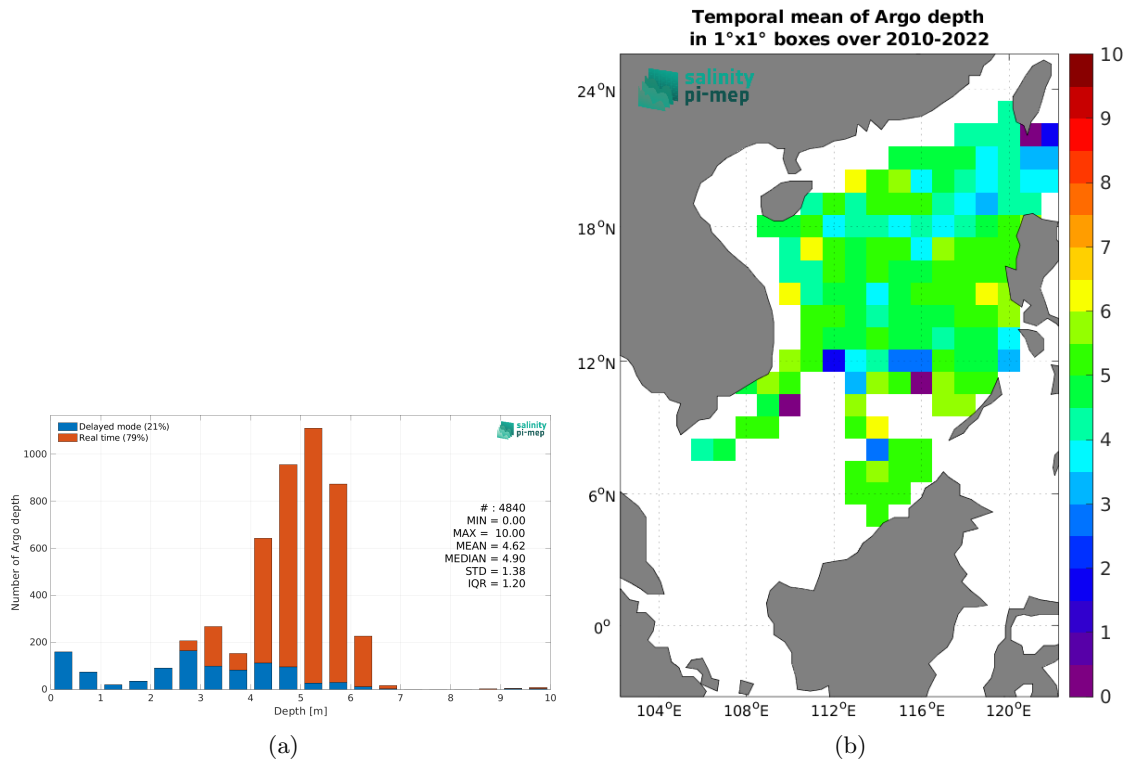 Delayed mode (21%)
Real time (79%)
salinity
pi-mep
# : 4840
MIN = 0.00
MAX = 10.00
MEAN = 4.62
MEDIAN = 4.90
STD = 1.38
IQR = 1.20
Number of Argo depth
1000
800
600
400
200
0
0 1 2 3 4 5 6 7 8 9 10
Depth [m]
(a)
Temporal mean of Argo depth
in 1°x1° boxes over 2010-2022
salinity
pi-mep
24°N
18°N
12°N
6°N
0°
104°E 108°E 112°E 116°E 120°E
10
9
8
7
6
5
4
3
2
1
0
(b)